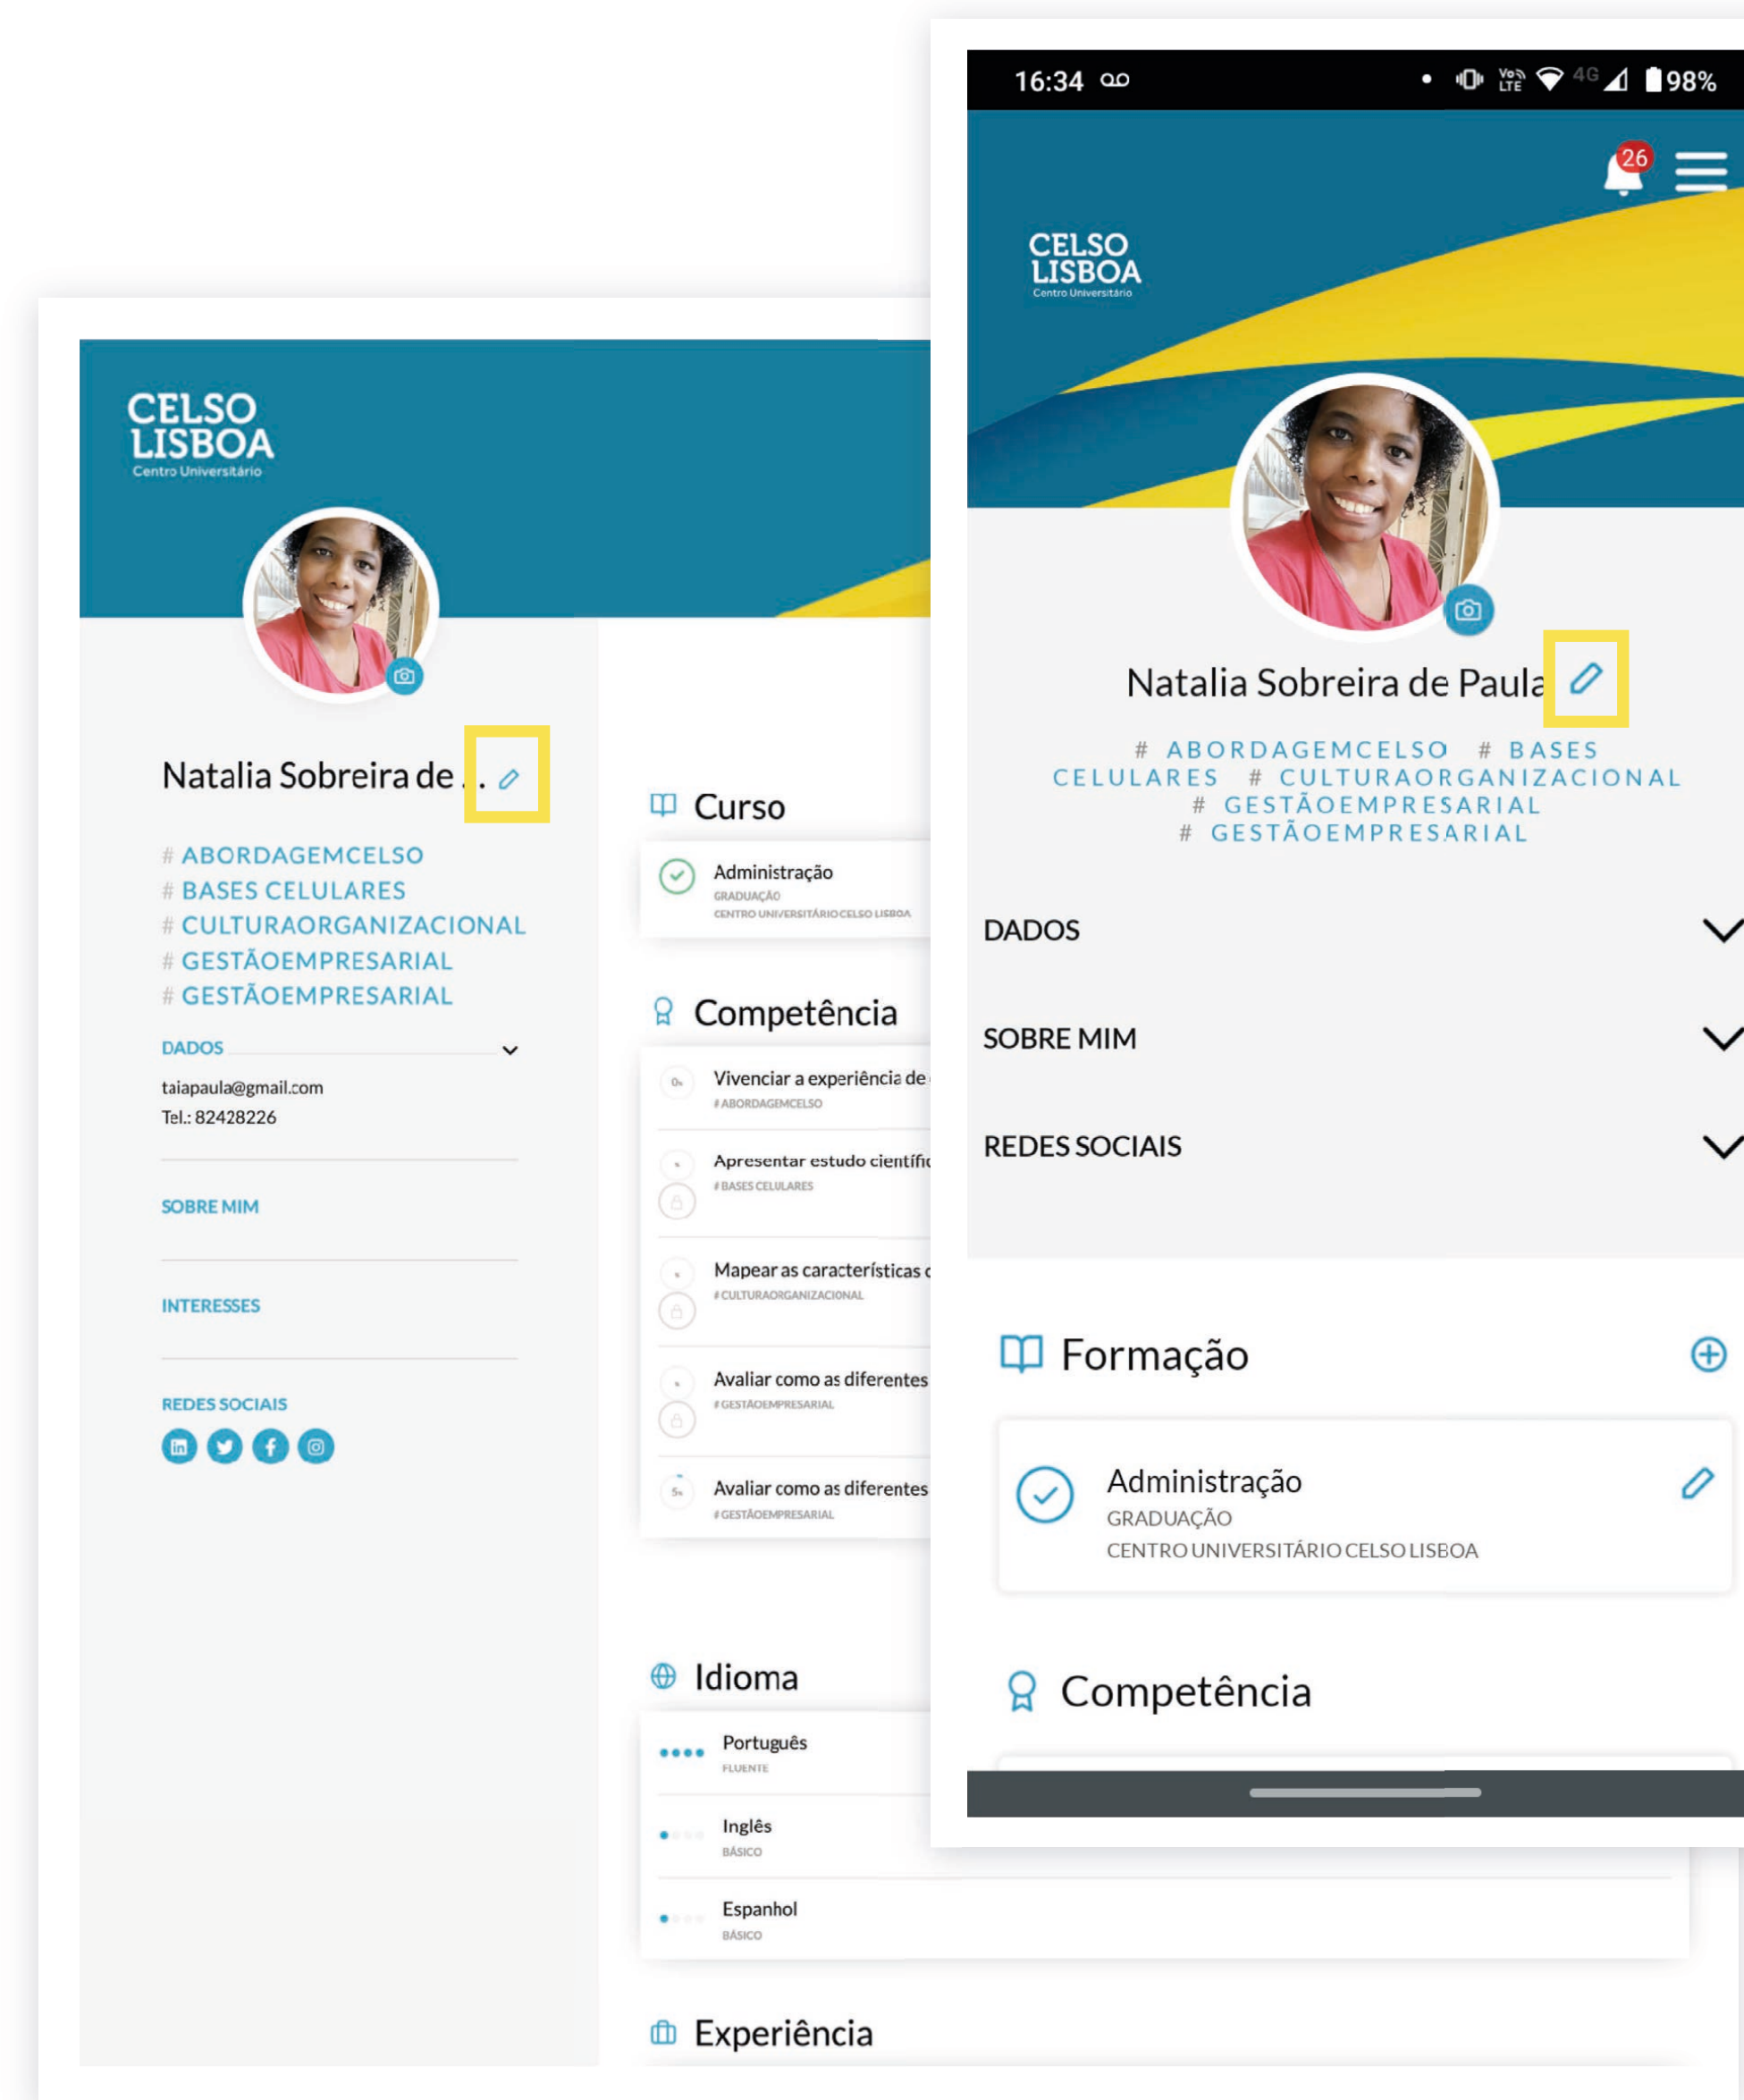 CELSO
LISBOA
Centro Universitário
Natalia Sobreira de ...
# ABORDAGEMCELSO
# BASES CELULARES
# CULTURAORGANIZACIONAL
# GESTÃOEMPRESARIAL
# GESTÃOEMPRESARIAL
DADOS
taiapaula@gmail.com
Tel.: 82428226
SOBRE MIM
INTERESSES
REDES SOCIAIS
Curso
Administração
GRADUAÇÃO
CENTRO UNIVERSITÁRIO CELSO LISBOA
Competência
0%
Vivenciar a experiência de
# ABORDAGEMCELSO
%
Apresentar estudo científic
# BASES CELULARES
%
Mapear as características
# CULTURAORGANIZACIONAL
%
Avaliar como as diferentes
# GESTÃOEMPRESARIAL
5%
Avaliar como as diferentes
# GESTÃOEMPRESARIAL
Idioma
Português
FLUENTE
Inglês
BÁSICO
Espanhol
BÁSICO
Experiência
16:34
VoLTE 4G 98%
26
CELSO
LISBOA
Centro Universitário
Natalia Sobreira de Paula
# ABORDAGEMCELSO # BASES
CELULARES # CULTURAORGANIZACIONAL
# GESTÃOEMPRESARIAL
# GESTÃOEMPRESARIAL
DADOS
SOBRE MIM
REDES SOCIAIS
Formação
Administração
GRADUAÇÃO
CENTRO UNIVERSITÁRIO CELSO LISBOA
Competência